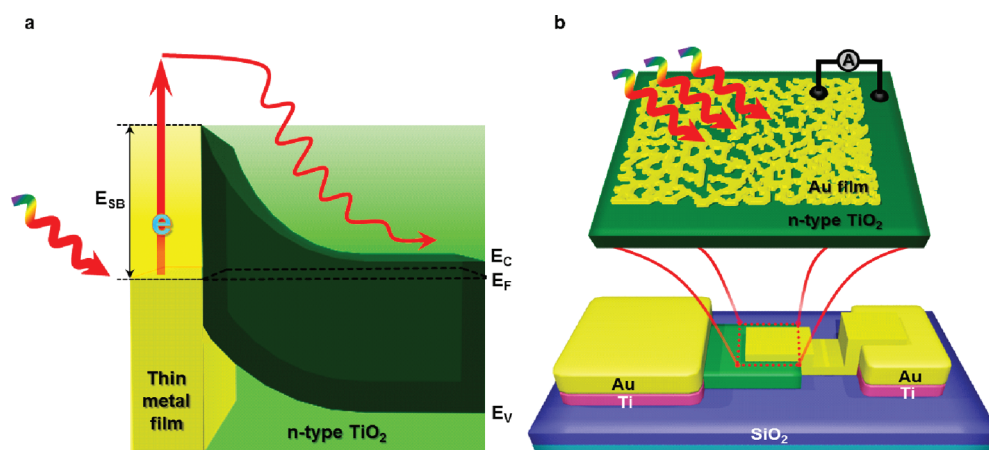 a
E_SB
e
E_C
E_F
E_V
Thin
metal
film
n-type TiO₂
b
A
Au film
n-type TiO₂
Au
Ti
Au
Ti
SiO₂